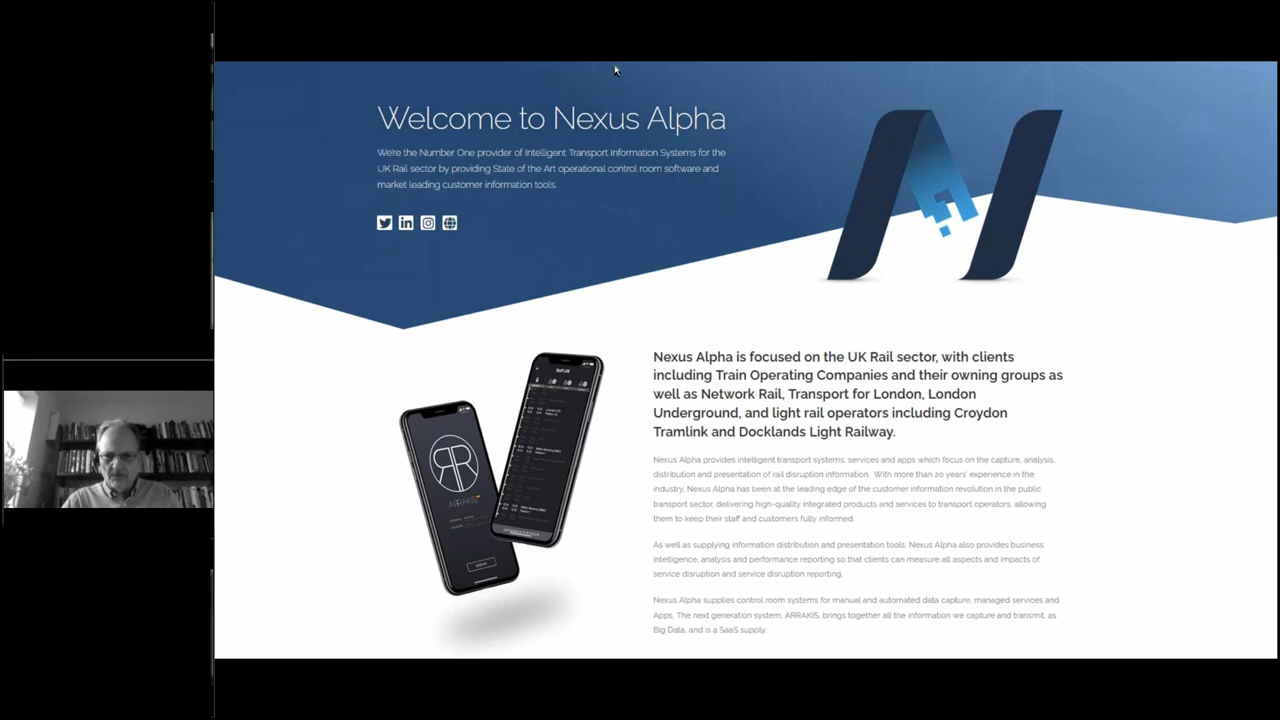 Welcome to Nexus Alpha
We're the Number One provider of Intelligent Transport Information Systems for the
UK Rail sector by providing State of the Art operational control room software and
market leading customer information tools.
Nexus Alpha is focused on the UK Rail sector, with clients
including Train Operating Companies and their owning groups as
well as Network Rail, Transport for London, London
Underground, and light rail operators including Croydon
Tramlink and Docklands Light Railway.
Nexus Alpha provides intelligent transport systems, services and apps which focus on the capture, analysis,
distribution and presentation of rail disruption information. With more than 20 years' experience in the
industry, Nexus Alpha has been at the leading edge of the customer information revolution in the public
transport sector, delivering high-quality integrated products and services to transport operators, allowing
them to keep their staff and customers fully informed.
As well as supplying information distribution and presentation tools, Nexus Alpha also provides business
intelligence, analysis and performance reporting so that clients can measure all aspects and impacts of
service disruption and service disruption reporting.
Nexus Alpha supplies control room systems for manual and automated data capture, managed services and
Apps. The next generation system, ARRAKIS, brings together all the information we capture and transmit, as
Big Data, and is a SaaS supply.
ARRAKIS